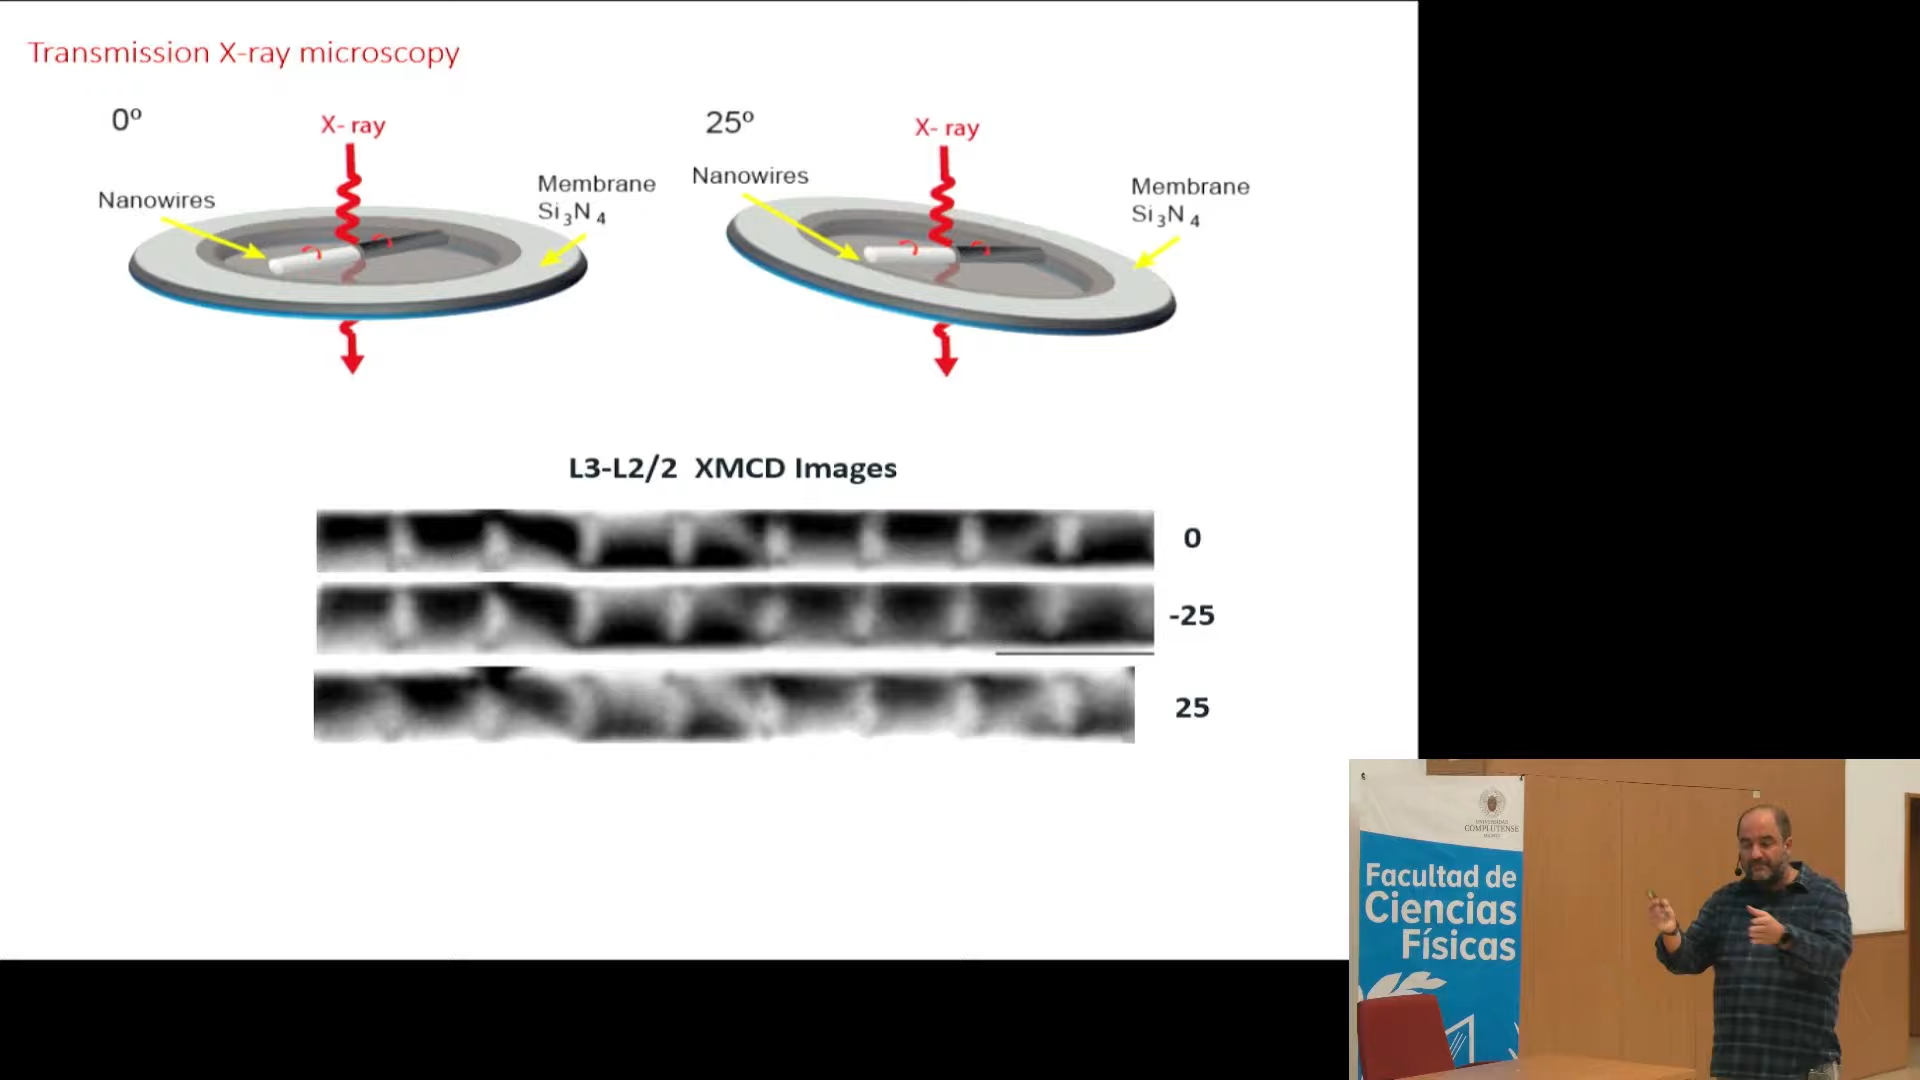 Transmission X-ray microscopy
0º
X- ray
Nanowires
Membrane
Si3N4
25º
X- ray
Nanowires
Membrane
Si3N4
L3-L2/2 XMCD Images
0
-25
25
UNIVERSIDAD
COMPLUTENSE
MADRID
Facultad de
Ciencias
Físicas